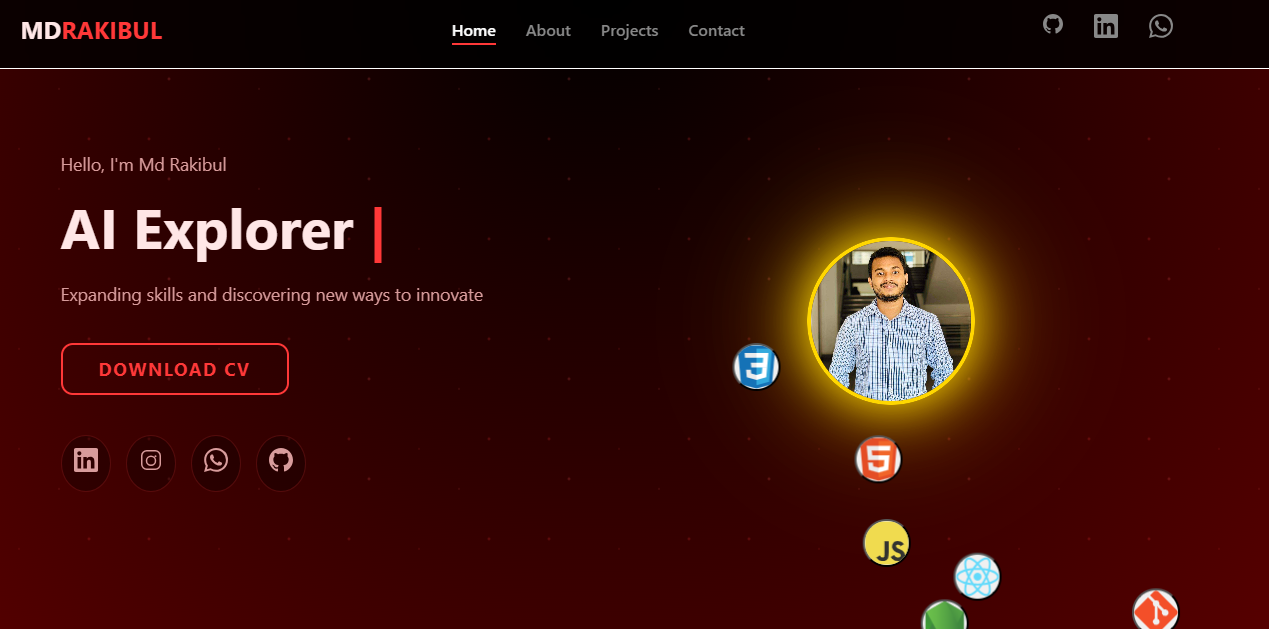 MDRAKIBUL
Home About Projects Contact
Hello, I'm Md Rakibul
AI Explorer |
Expanding skills and discovering new ways to innovate
DOWNLOAD CV
3
5
JS